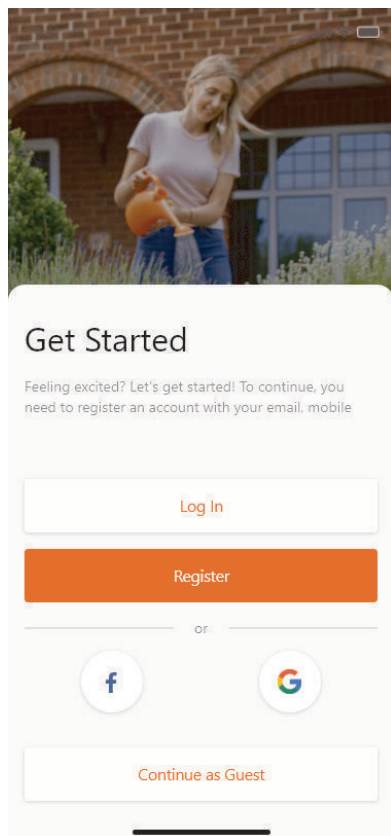 Get Started
Feeling excited? Let's get started! To continue, you
need to register an account with your email, mobile
Log In
Register
or
Continue as Guest